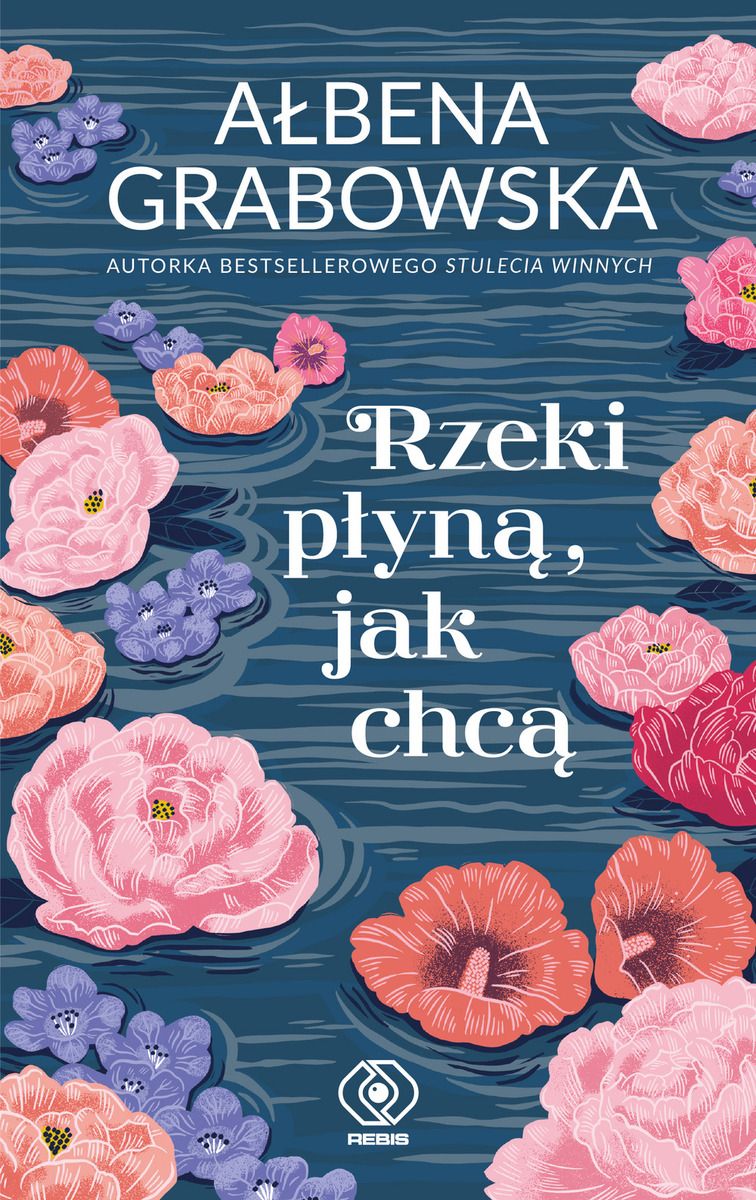 AŁBENA
GRABOWSKA
AUTORKA BESTSELLEROWEGO STULECIA WINNYCH
Rzeki
płyną,
jak
chcą
REBIS